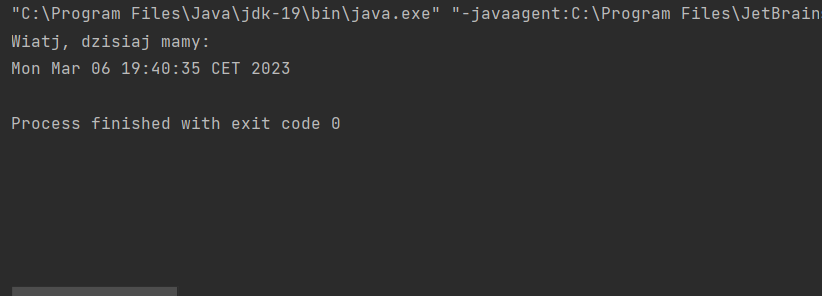 "C:\Program Files\Java\jdk-19\bin\java.exe" "-javaagent:C:\Program Files\JetBrain
Wiatj, dzisiaj mamy:
Mon Mar 06 19:40:35 CET 2023
Process finished with exit code 0